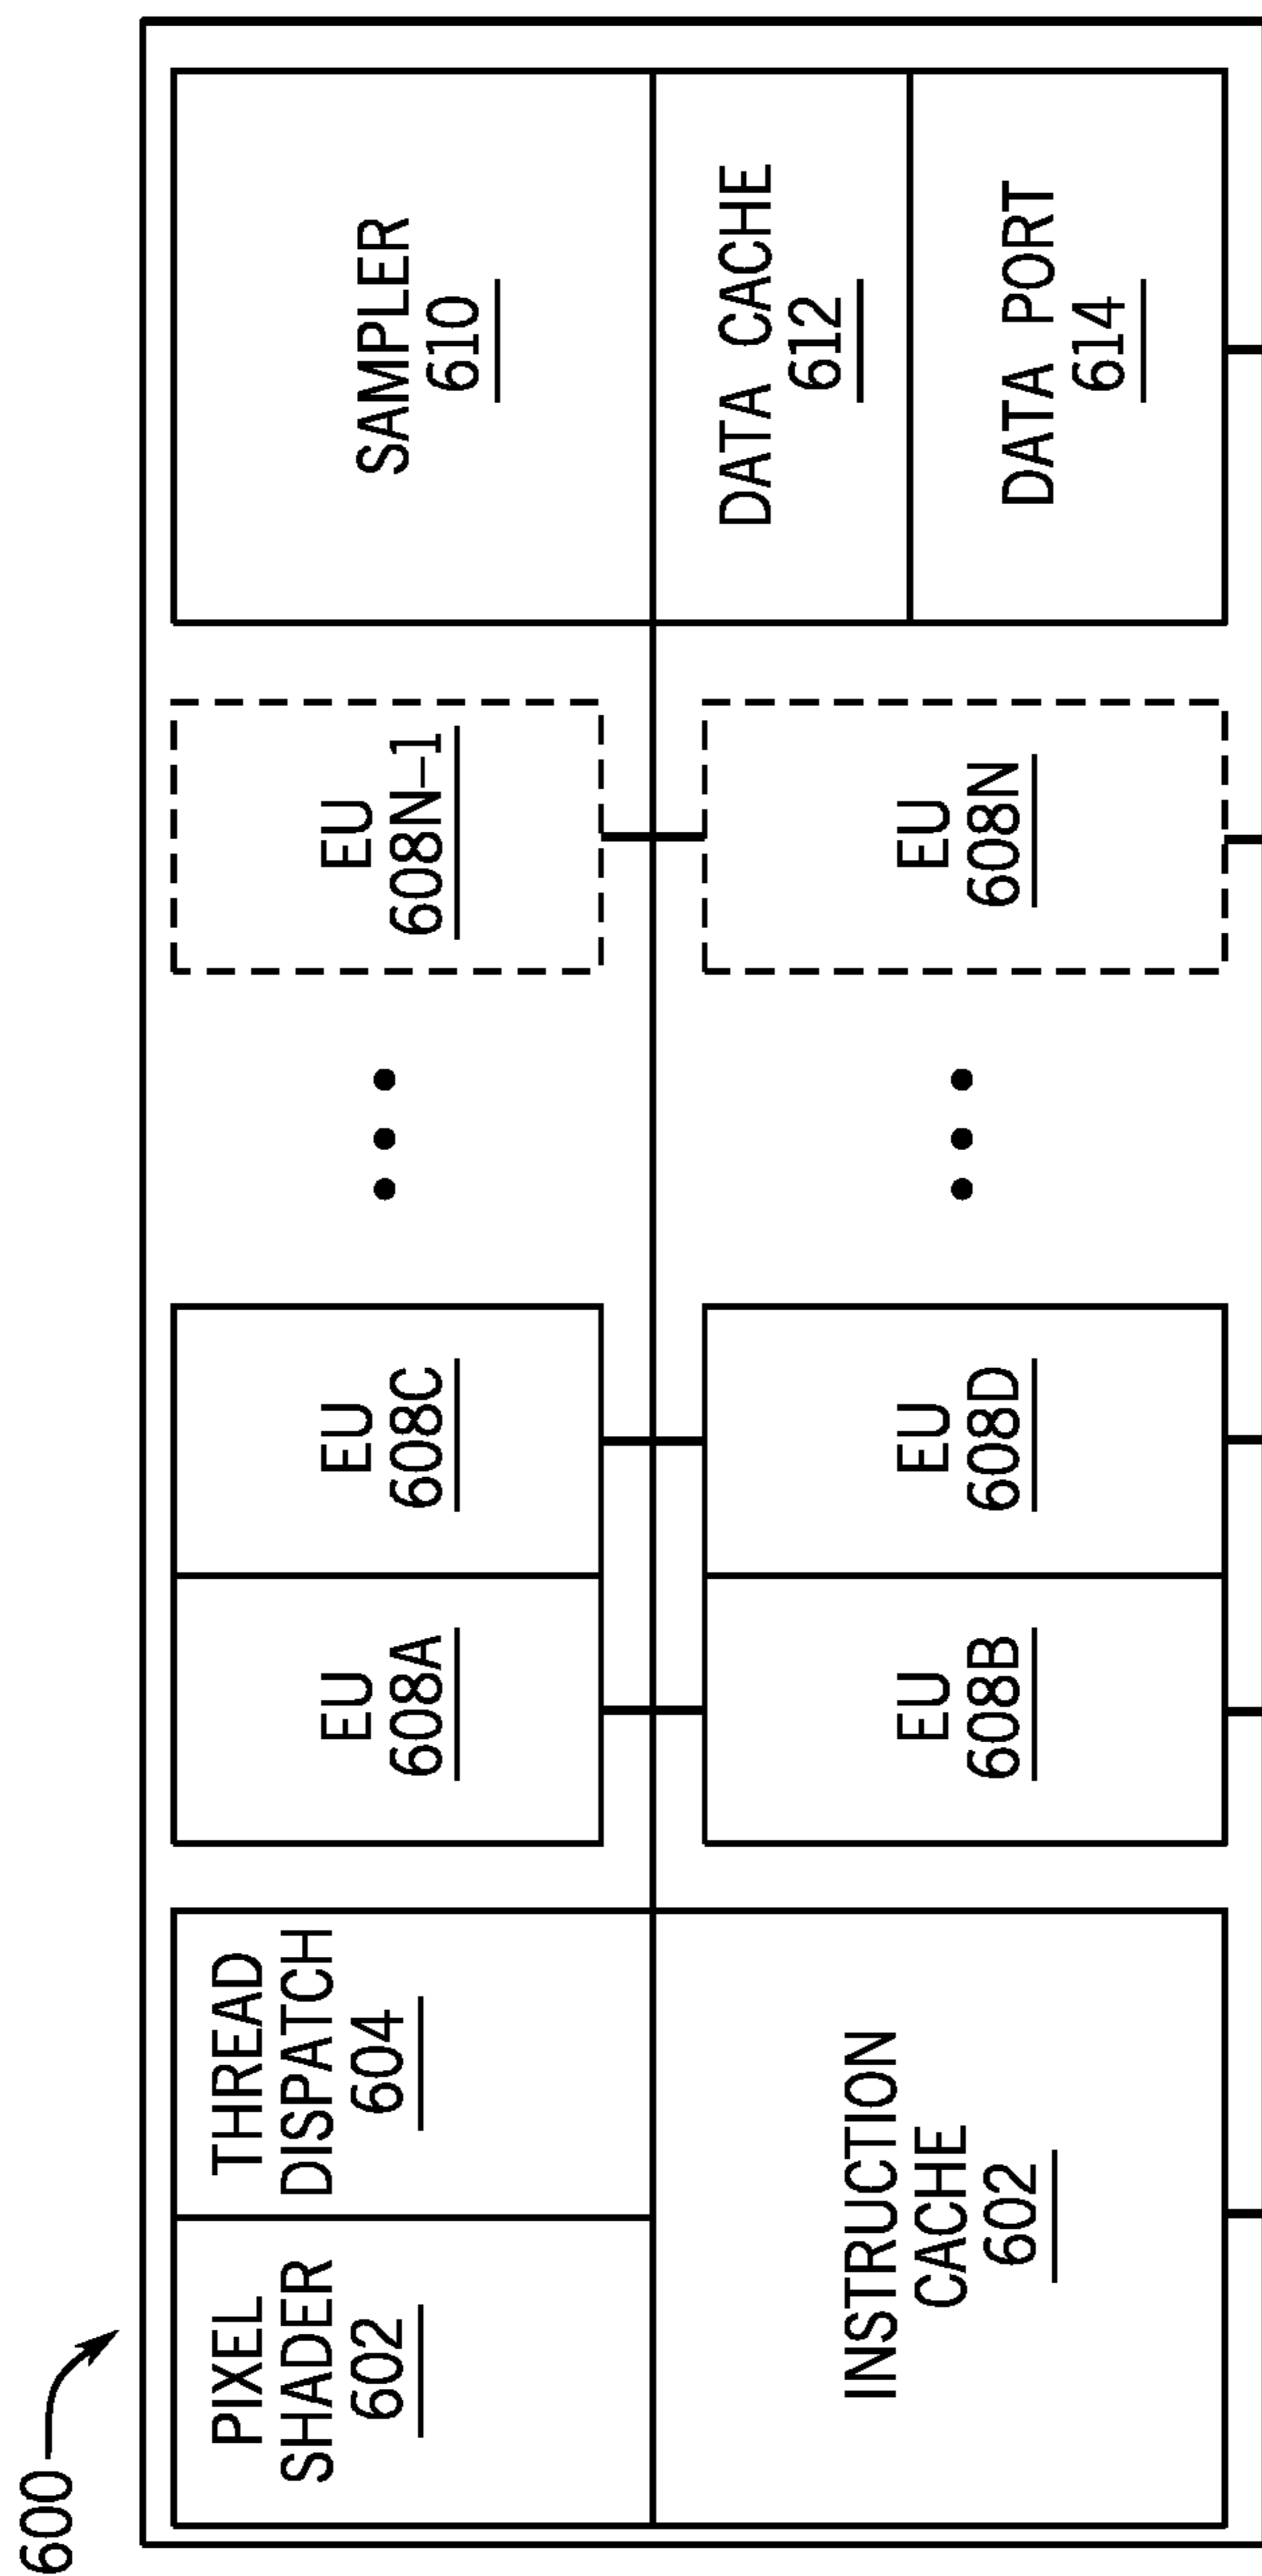 600
PIXEL
SHADER
602
THREAD
DISPATCH
604
EU
608A
EU
608C
EU
608N–1
SAMPLER
610
INSTRUCTION
CACHE
602
EU
608B
EU
608D
EU
608N
DATA CACHE
612
DATA PORT
614